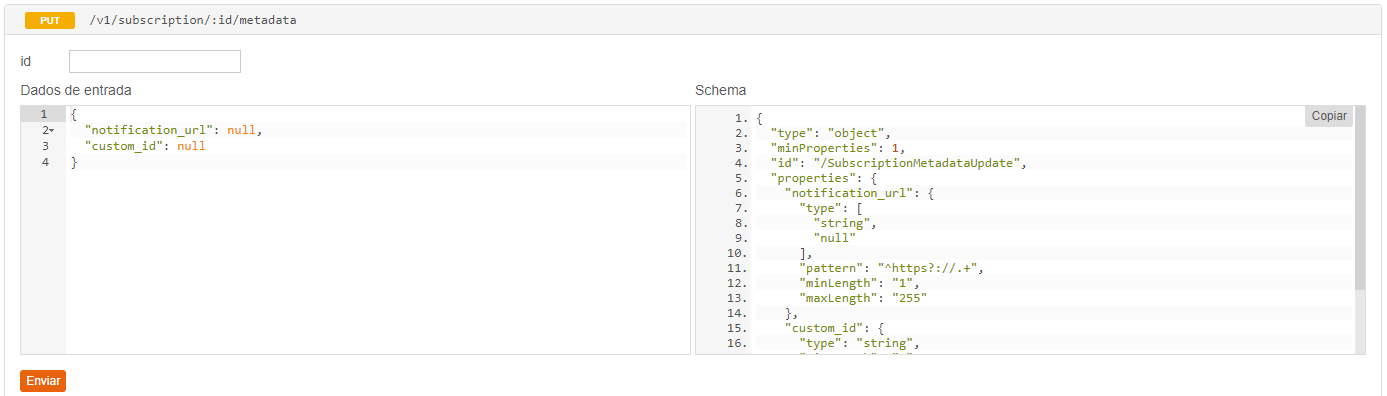 PUT /v1/subscription/:id/metadata
id
Dados de entrada
1 {
2 "notification_url": null,
3 "custom_id": null
4 }
Schema
Copiar
1. {
2. "type": "object",
3. "minProperties": 1,
4. "id": "/SubscriptionMetadataUpdate",
5. "properties": {
6. "notification_url": {
7. "type": [
8. "string",
9. "null"
10. ],
11. "pattern": "^https?://.+",
12. "minLength": "1",
13. "maxLength": "255"
14. },
15. "custom_id": {
16. "type": "string",
Enviar